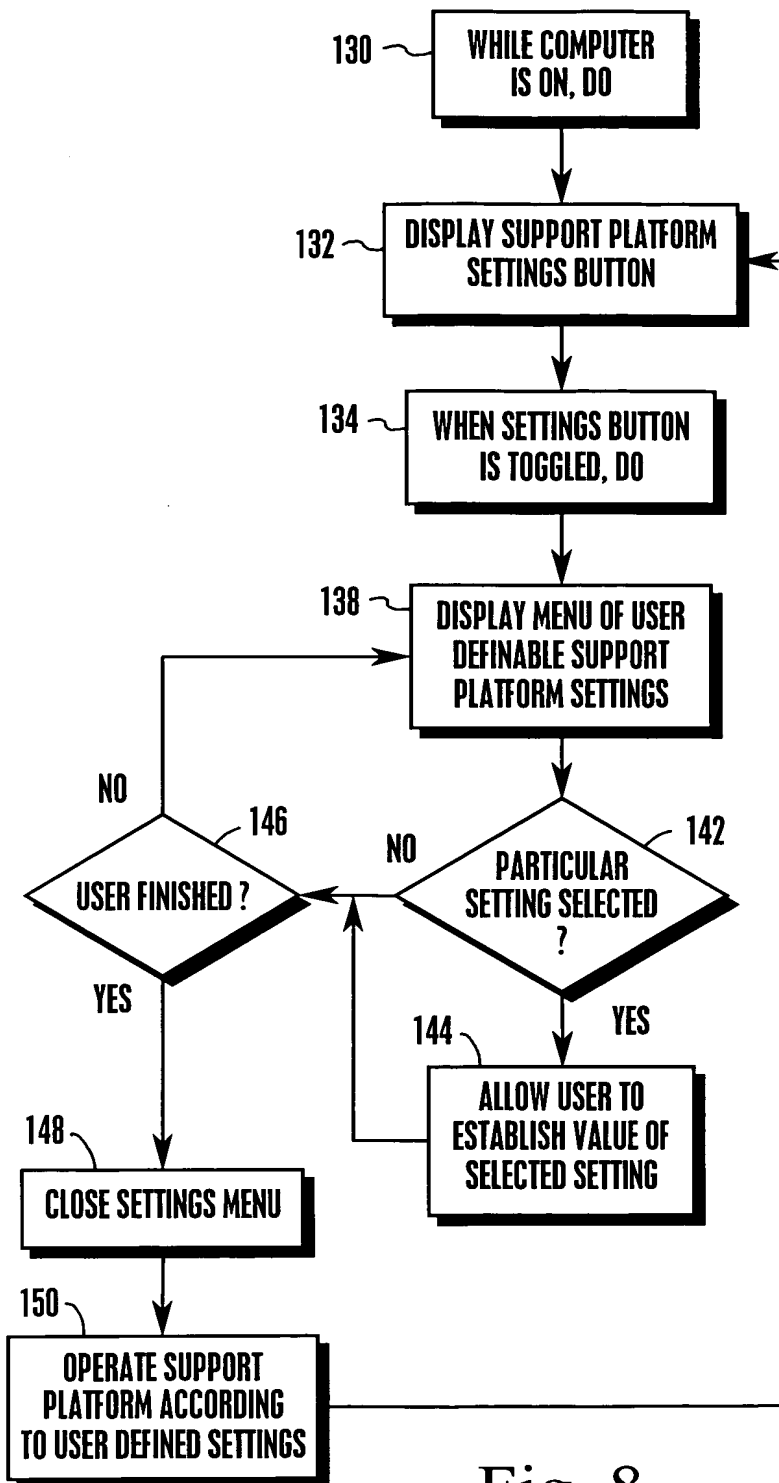 130
WHILE COMPUTER
IS ON, DO
132
DISPLAY SUPPORT PLATFORM
SETTINGS BUTTON
134
WHEN SETTINGS BUTTON
IS TOGGLED, DO
138
DISPLAY MENU OF USER
DEFINABLE SUPPORT
PLATFORM SETTINGS
NO
146
USER FINISHED ?
YES
NO
142
PARTICULAR
SETTING SELECTED
?
YES
144
ALLOW USER TO
ESTABLISH VALUE OF
SELECTED SETTING
148
CLOSE SETTINGS MENU
150
OPERATE SUPPORT
PLATFORM ACCORDING
TO USER DEFINED SETTINGS
Fig. 8